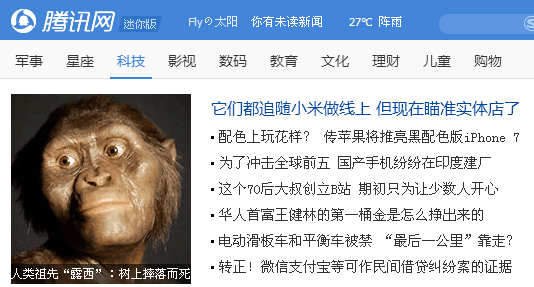 腾讯网 迷你版 Fly☉太阳 你有未读新闻 27℃ 阵雨
军事 星座 科技 影视 数码 教育 文化 理财 儿童 购物
它们都追随小米做线上 但现在瞄准实体店了
配色上玩花样? 传苹果将推亮黑配色版iPhone 7
为了冲击全球前五 国产手机纷纷在印度建厂
这个70后大叔创立B站 期初只为让少数人开心
华人首富王健林的第一桶金是怎么挣出来的
电动滑板车和平衡车被禁 “最后一公里”靠走?
转正!微信支付宝等可作民间借贷纠纷案的证据
人类祖先“露西”:树上摔落而死